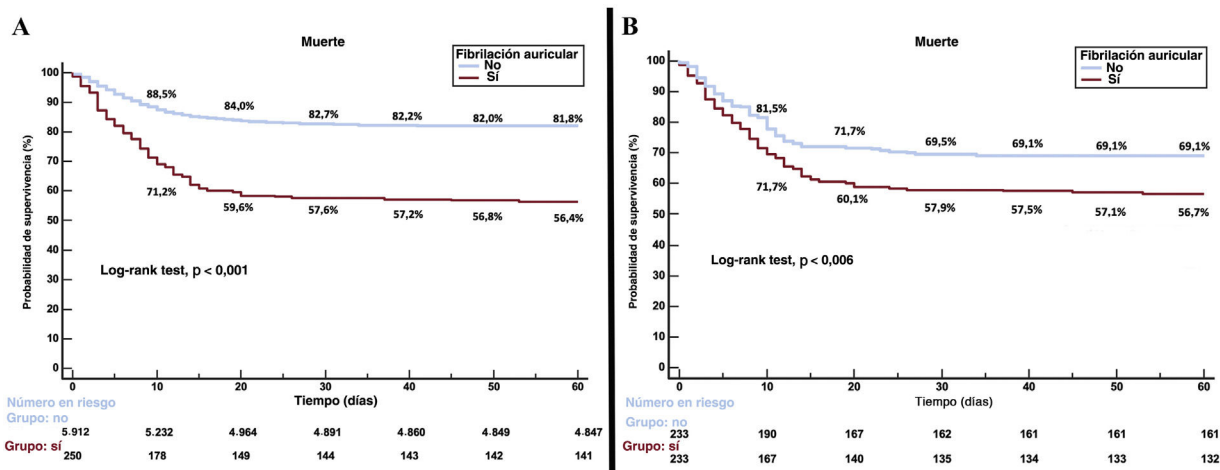 A
Muerte
Fibrilación auricular
No
Sí
Probabilidad de supervivencia (%)
100
90
80
70
60
50
40
30
20
10
0
88,5%
84,0%
82,7%
82,2%
82,0%
81,8%
71,2%
59,6%
57,6%
57,2%
56,8%
56,4%
Log-rank test, p < 0,001
0 10 20 30 40 50 60
Tiempo (días)
Número en riesgo
Grupo: no
5.912 5.232 4.964 4.891 4.860 4.849 4.847
Grupo: sí
250 178 149 144 143 142 141
B
Muerte
Fibrilación auricular
No
Sí
Probabilidad de supervivencia (%)
100
90
80
70
60
50
40
30
20
10
0
81,5%
71,7%
69,5%
69,1%
69,1%
69,1%
71,7%
60,1%
57,9%
57,5%
57,1%
56,7%
Log-rank test, p < 0,006
0 10 20 30 40 50 60
Tiempo (días)
Número en riesgo
Grupo: no
233 190 167 162 161 161 161
Grupo: sí
233 167 140 135 134 133 132